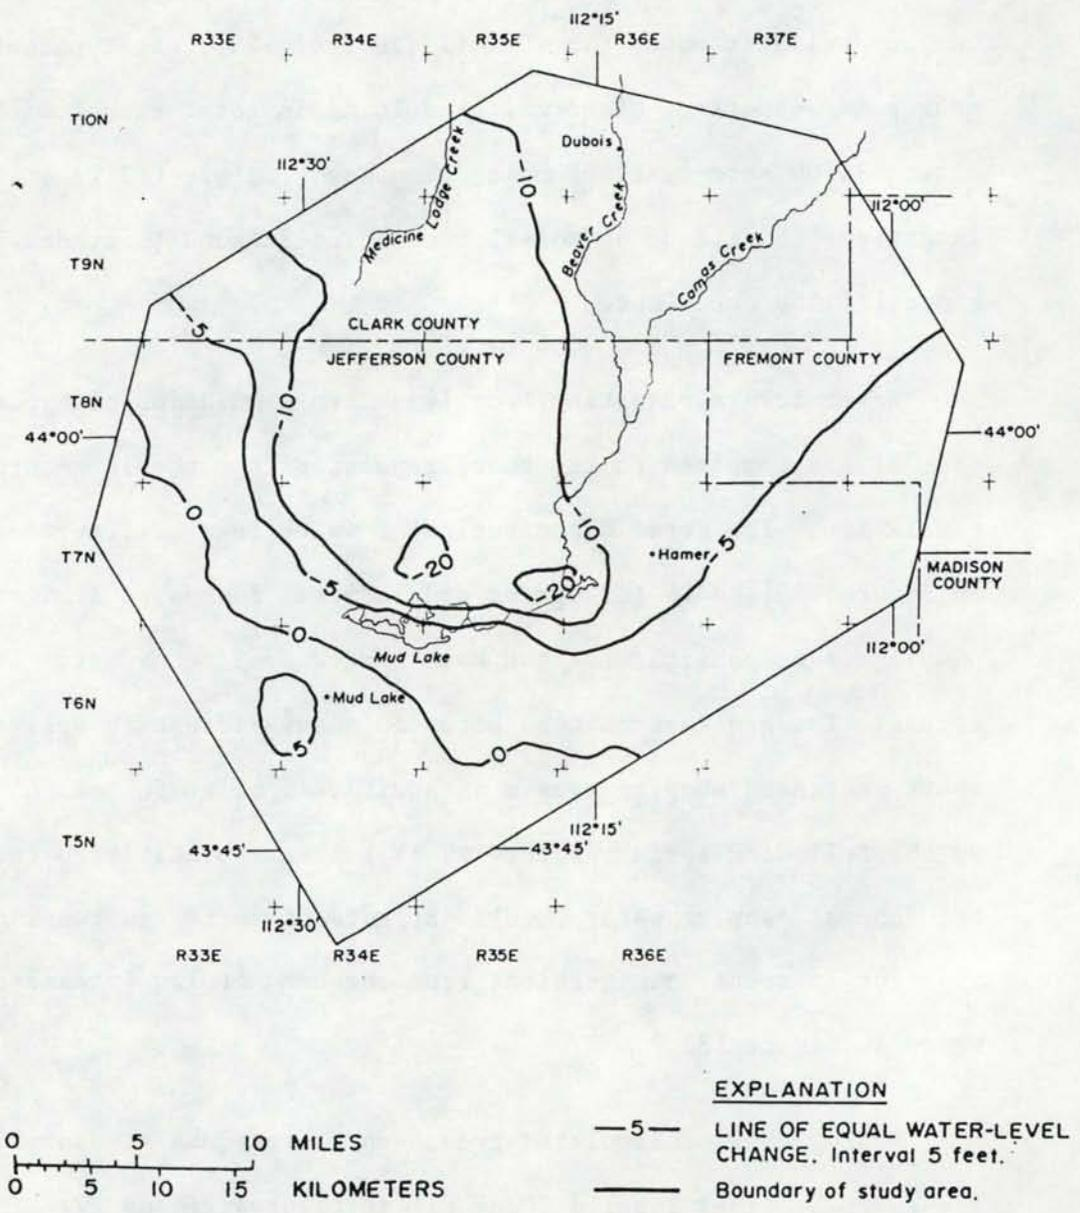 112°15'
R33E R34E R35E R36E R37E
T10N
Dubois
112°30'
Medicine Lodge Creek
-10
Beaver Creek
Camas Creek
112°00'
T9N
-5
CLARK COUNTY
JEFFERSON COUNTY
FREMONT COUNTY
T8N
-10
44°00'
44°00'
0
-10
Hamer
-5
T7N
-20
-20
MADISON
COUNTY
-5
0
Mud Lake
112°00'
T6N
Mud Lake
5
0
112°15'
T5N
43°45'
43°45'
112°30'
R33E R34E R35E R36E
EXPLANATION
—5— LINE OF EQUAL WATER-LEVEL
CHANGE. Interval 5 feet.
Boundary of study area.
0 5 10 MILES
0 5 10 15 KILOMETERS